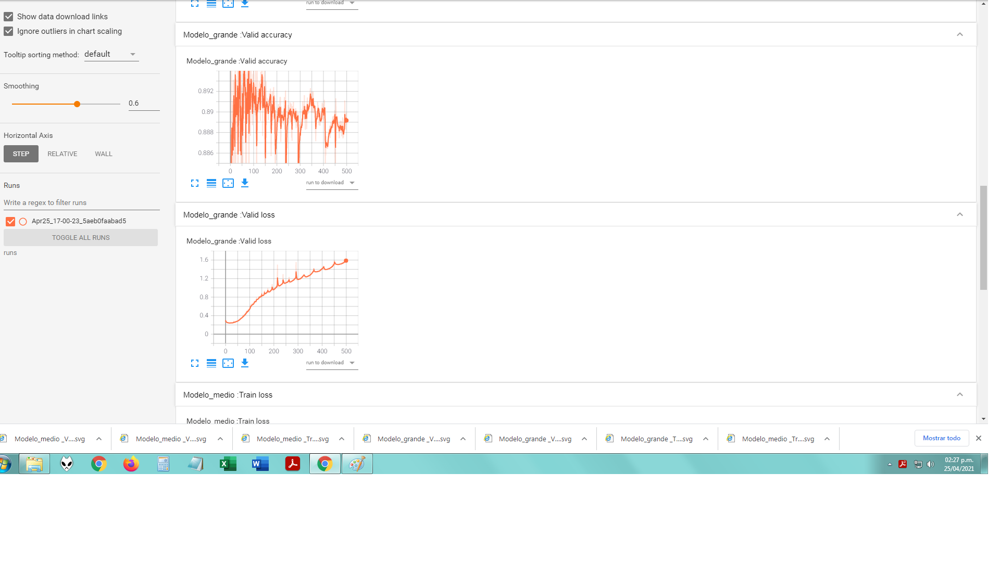 Show data download links
Ignore outliers in chart scaling
Tooltip sorting method: default
Smoothing
0.6
Horizontal Axis
STEP RELATIVE WALL
Runs
Write a regex to filter runs
Apr25_17-00-23_5aeb0faabad5
TOGGLE ALL RUNS
runs
run to download
Modelo_grande :Valid accuracy
Modelo_grande :Valid accuracy
0.892
0.89
0.888
0.886
0 100 200 300 400 500
run to download
Modelo_grande :Valid loss
Modelo_grande :Valid loss
1.6
1.2
0.8
0.4
0
0 100 200 300 400 500
run to download
Modelo_medio :Train loss
Modelo_medio :Train loss
Modelo_medio _V....svg Modelo_medio _V....svg Modelo_medio _Tr....svg Modelo_grande _V....svg Modelo_grande _V....svg Modelo_grande _T....svg Modelo_medio _Tr....svg Mostrar todo
02:27 p.m.
25/04/2021